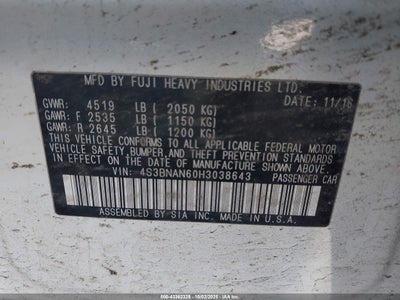 MFD BY FUJI HEAVY INDUSTRIES LTD.
GVWR: 4519 LB ( 2050 KG) DATE: 11/16
GAWR: F 2535 LB ( 1150 KG)
GAWR: R 2645 LB ( 1200 KG)
THIS VEHICLE CONFORMS TO ALL APPLICABLE FEDERAL MOTOR
VEHICLE SAFETY, BUMPER, AND THEFT PREVENTION STANDARDS
IN EFFECT ON THE DATE OF MANUFACTURE SHOWN ABOVE.
VIN: 4S3BNAN60H3038643 PASSENGER CAR
ASSEMBLED BY SIA INC. IN U.S.A.